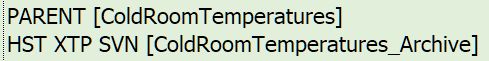 PARENT [ColdRoomTemperatures]
HST XTP SVN [ColdRoomTemperatures_Archive]